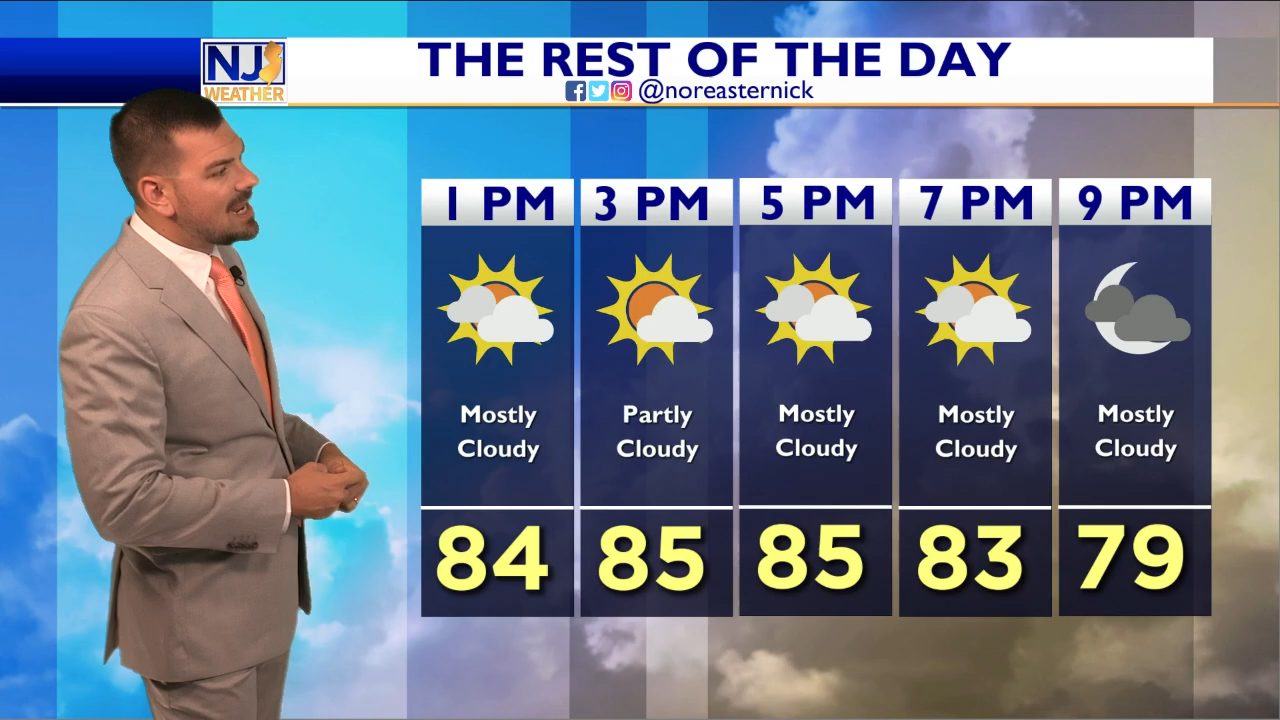 NJ
WEATHER
THE REST OF THE DAY
@noreasternick
1 PM
Mostly
Cloudy
84
3 PM
Partly
Cloudy
85
5 PM
Mostly
Cloudy
85
7 PM
Mostly
Cloudy
83
9 PM
Mostly
Cloudy
79